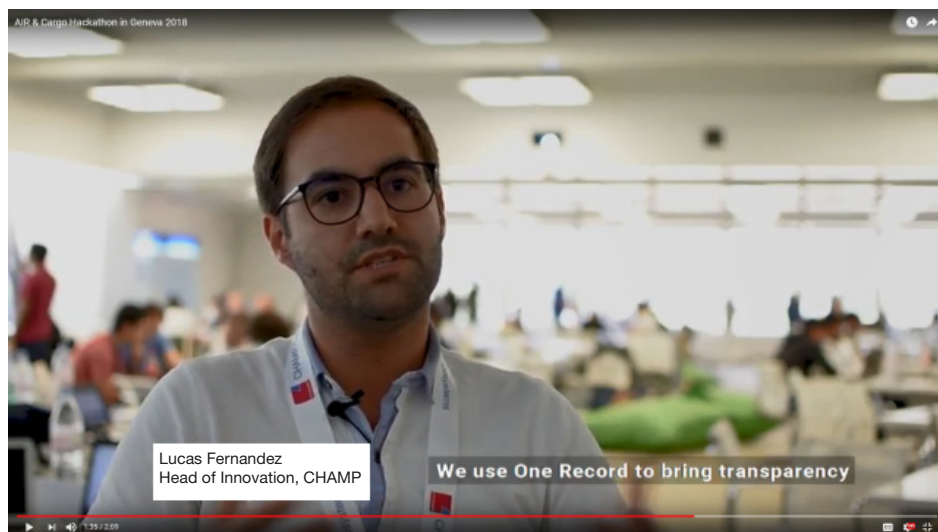 AIR & Cargo Hackathon in Geneva 2018
CHAMP
Lucas Fernandez
Head of Innovation, CHAMP
We use One Record to bring transparency
1:35 / 2:09